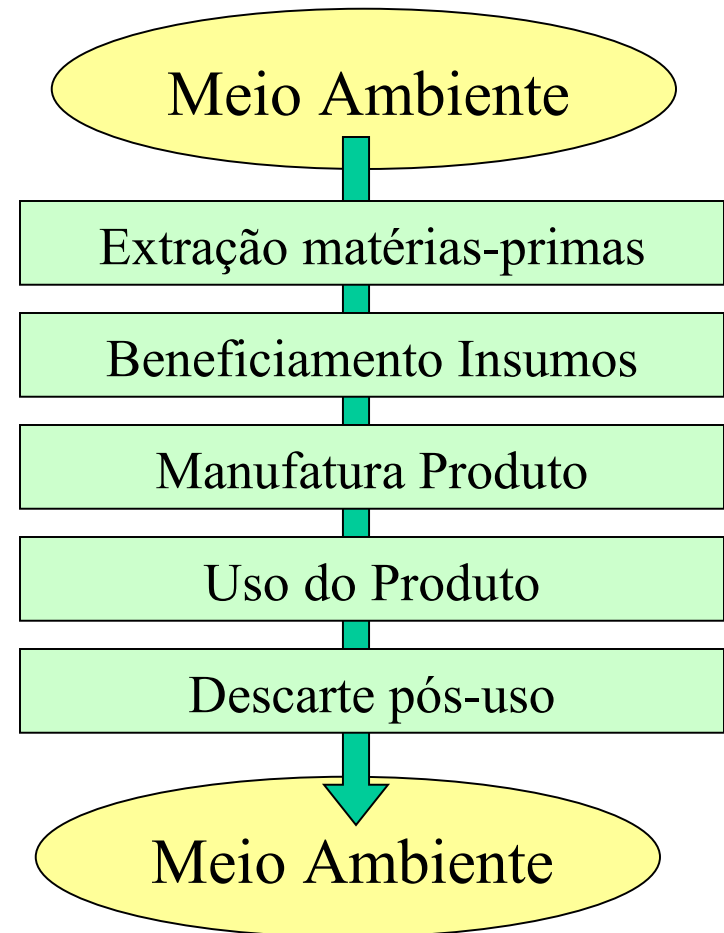 Meio Ambiente
Extração matérias-primas
Beneficiamento Insumos
Manufatura Produto
Uso do Produto
Descarte pós-uso
Meio Ambiente